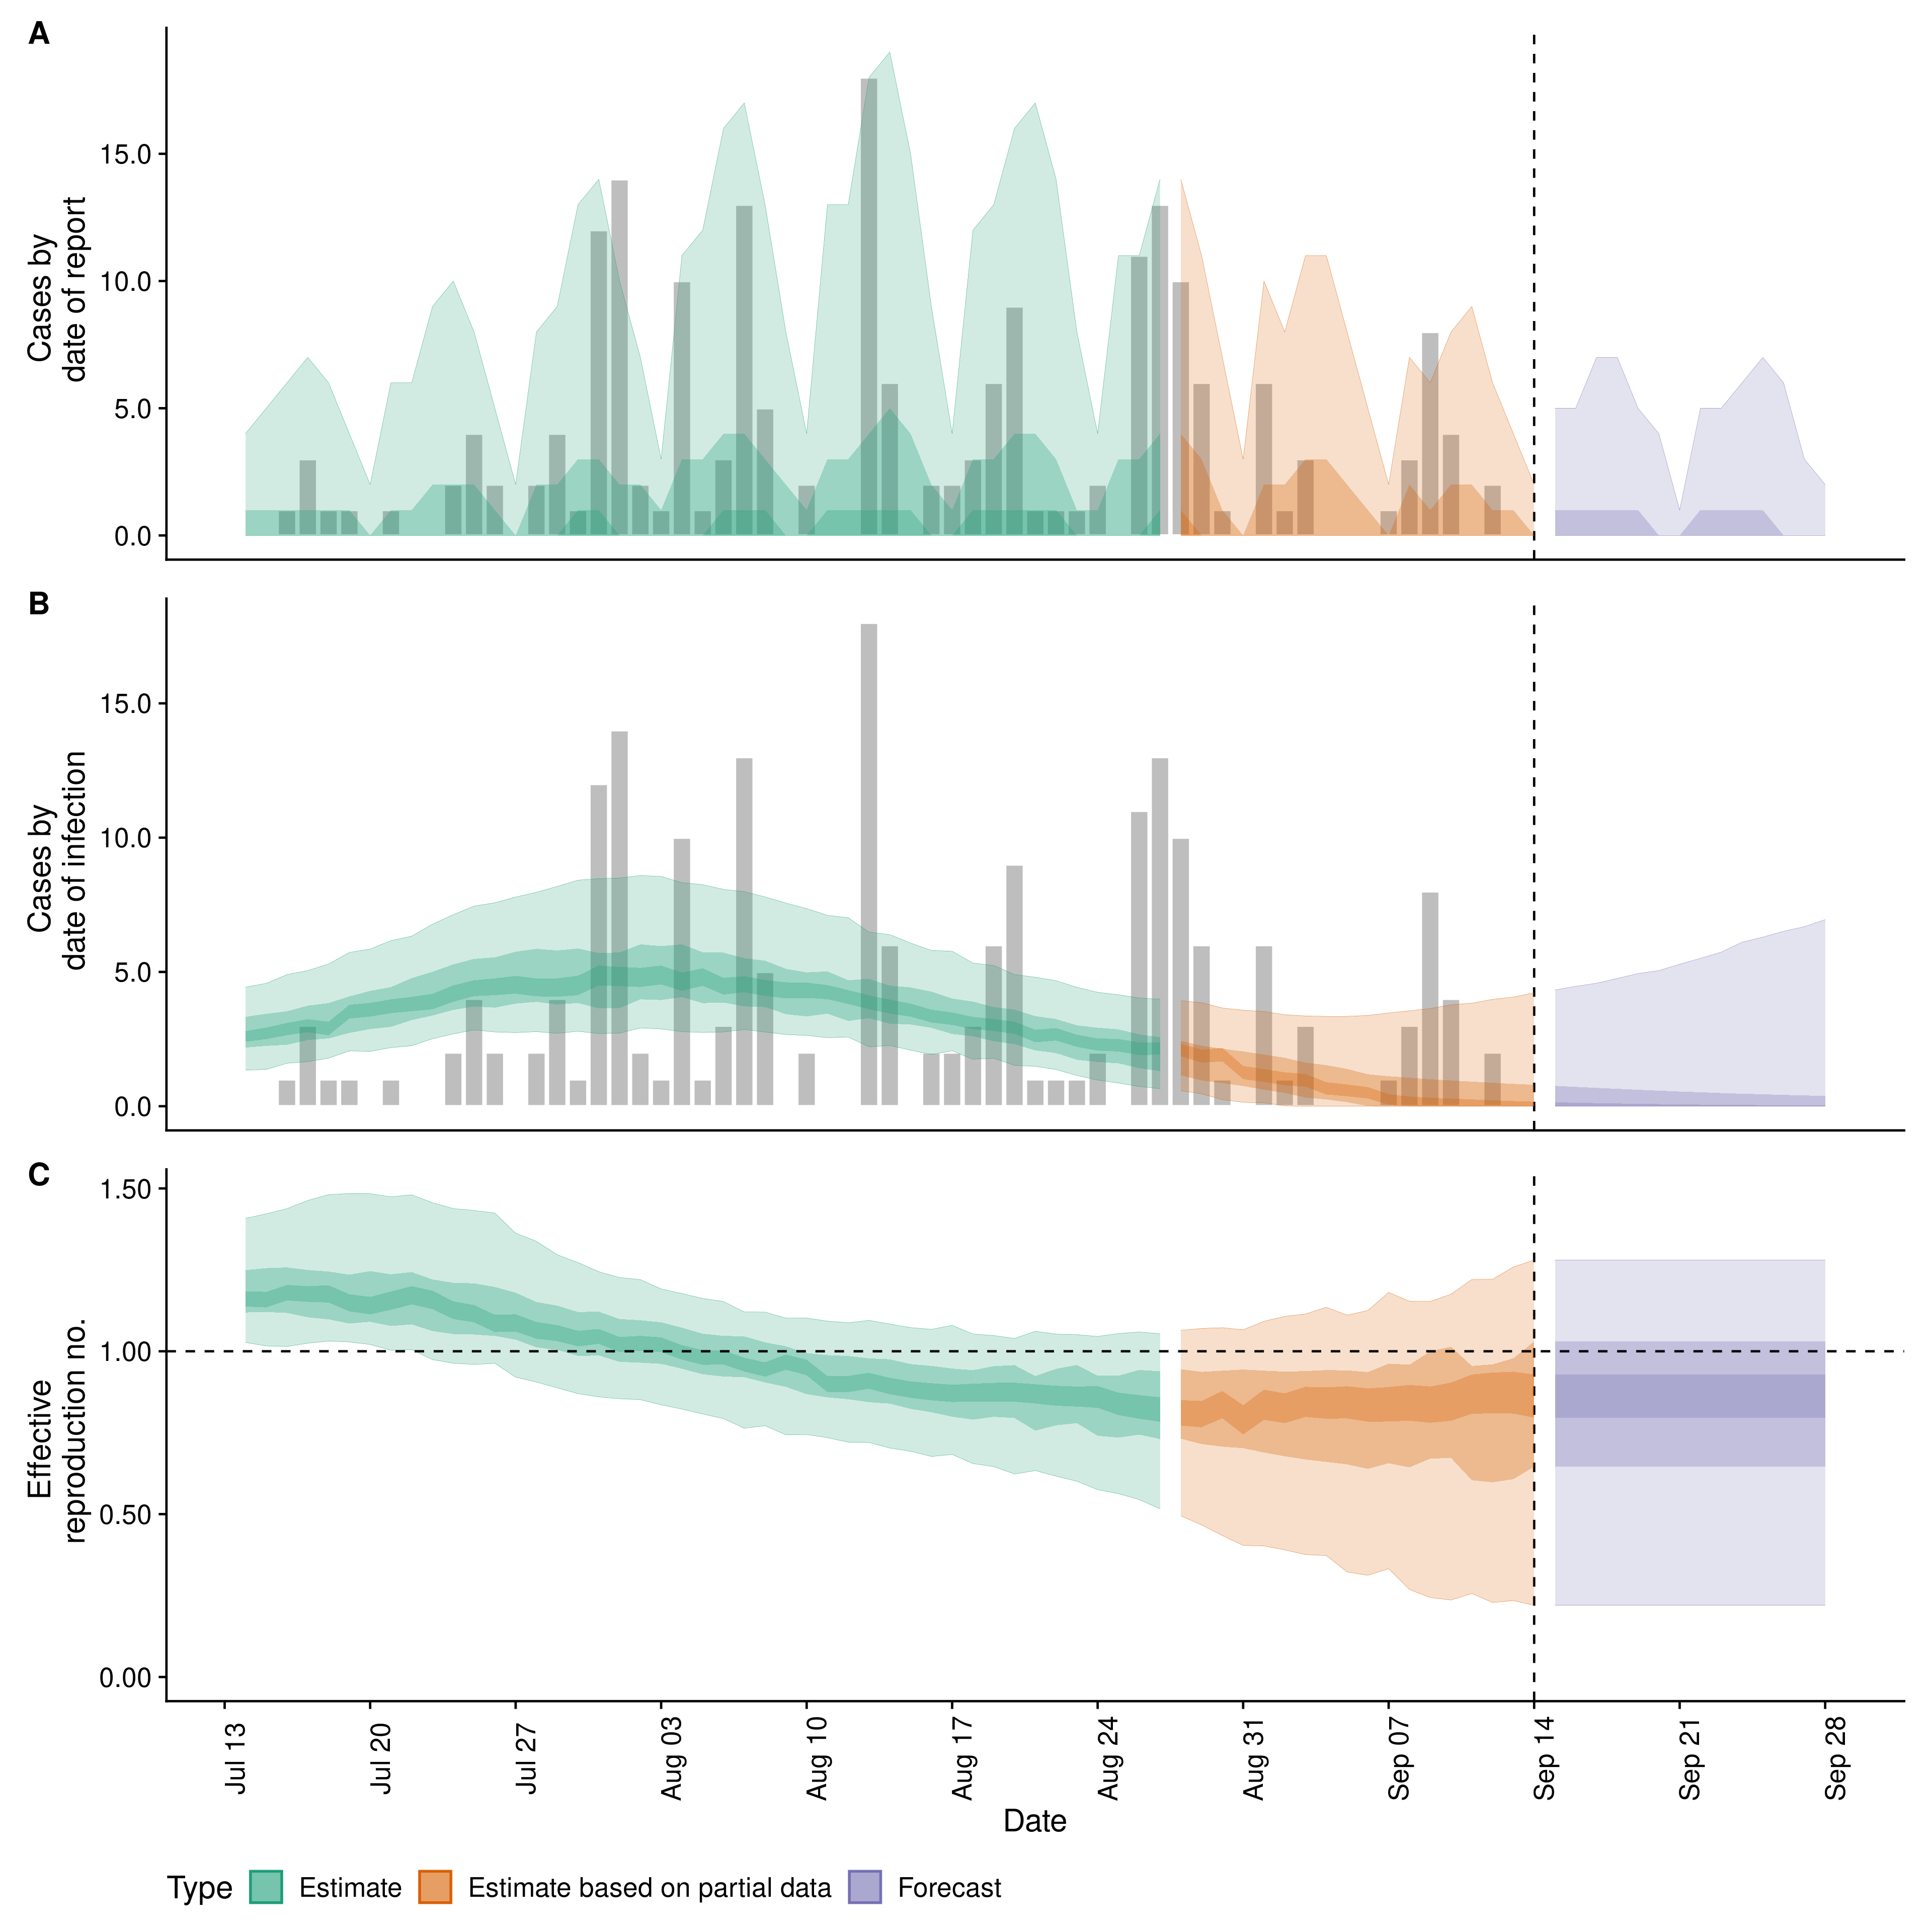 A
Cases by
date of report
15.0
10.0
5.0
0.0
B
Cases by
date of infection
15.0
10.0
5.0
0.0
C
Effective
reproduction no.
1.50
1.00
0.50
0.00
Jul 13
Jul 20
Jul 27
Aug 03
Aug 10
Aug 17
Aug 24
Aug 31
Sep 07
Sep 14
Sep 21
Sep 28
Date
Type
Estimate
Estimate based on partial data
Forecast